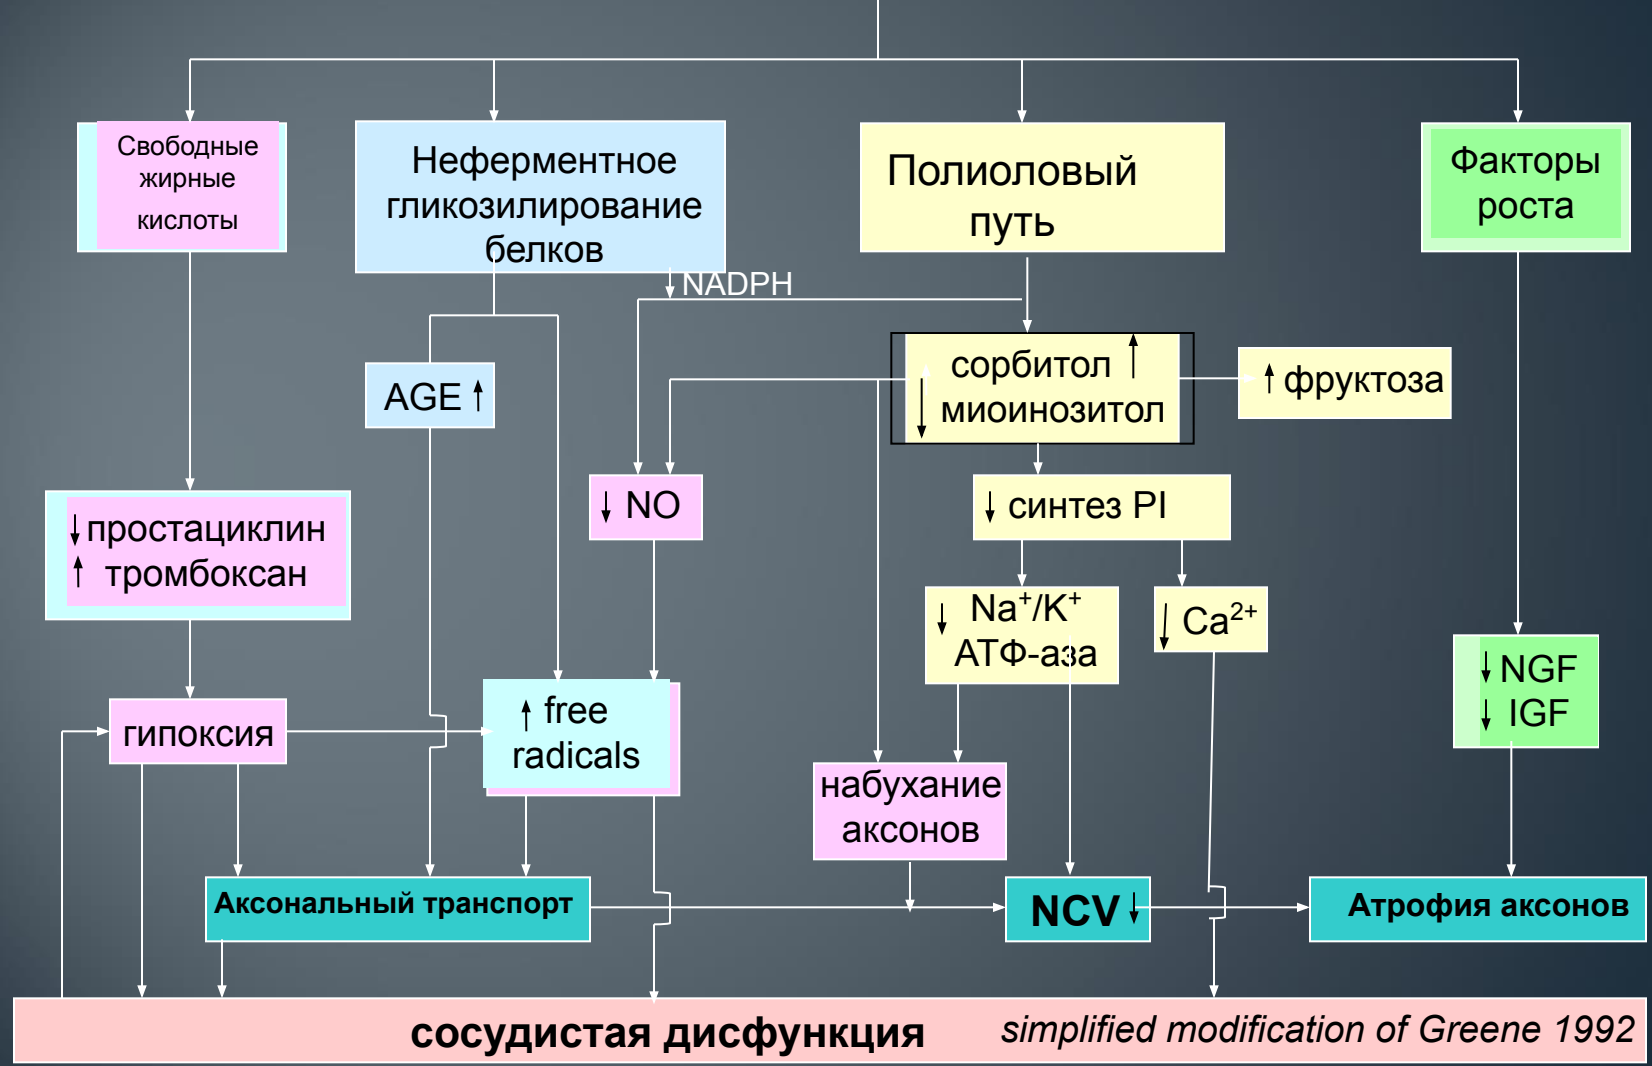 Свободные
жирные
кислоты
Неферментное
гликозилирование
белков
Полиоловый
путь
Факторы
роста
↓ NADPH
AGE ↑
сорбитол ↑
↓ миоинозитол
↑ фруктоза
↓ NO
↓ синтез PI
↓ простациклин
↑ тромбоксан
↓ Na⁺/K⁺
АТФ-аза
↓ Ca²⁺
↓ NGF
↓ IGF
гипоксия
↑ free
radicals
набухание
аксонов
Аксональный транспорт
NCV ↓
Атрофия аксонов
сосудистая дисфункция
simplified modification of Greene 1992